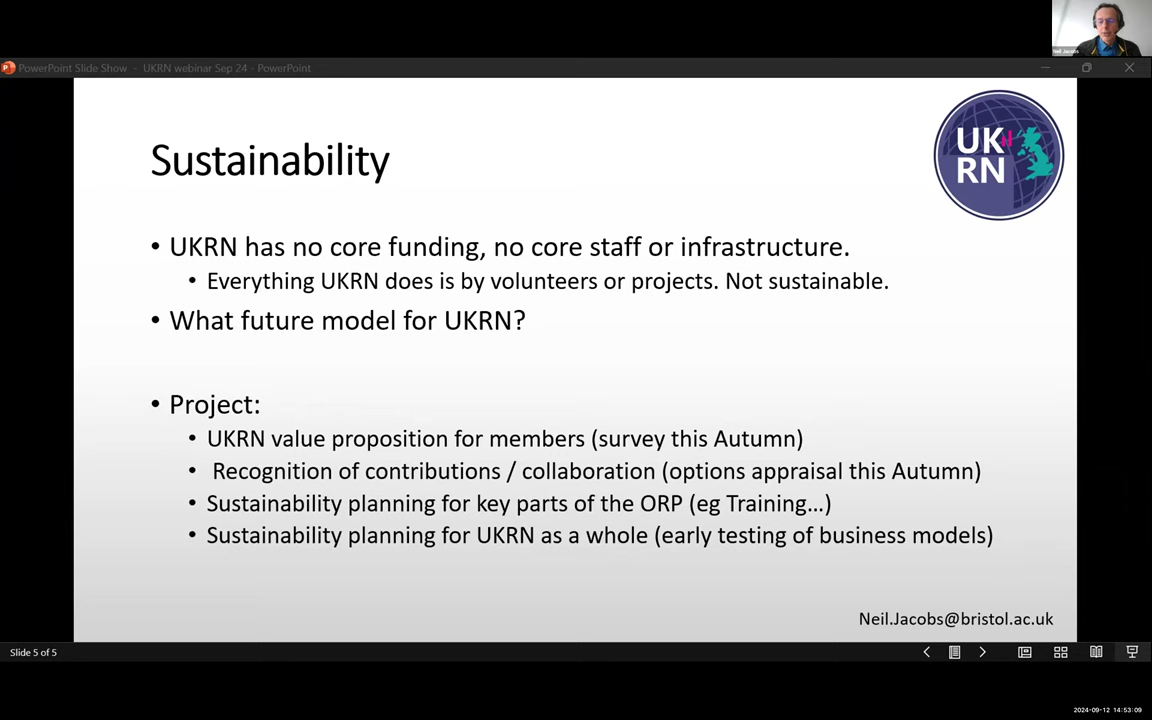 Neil Jacobs
PowerPoint Slide Show - UKRN webinar Sep 24 - PowerPoint
UK
RN
Sustainability
• UKRN has no core funding, no core staff or infrastructure.
• Everything UKRN does is by volunteers or projects. Not sustainable.
• What future model for UKRN?
• Project:
• UKRN value proposition for members (survey this Autumn)
• Recognition of contributions / collaboration (options appraisal this Autumn)
• Sustainability planning for key parts of the ORP (eg Training…)
• Sustainability planning for UKRN as a whole (early testing of business models)
Neil.Jacobs@bristol.ac.uk
Slide 5 of 5
2024-09-12 14:53:09